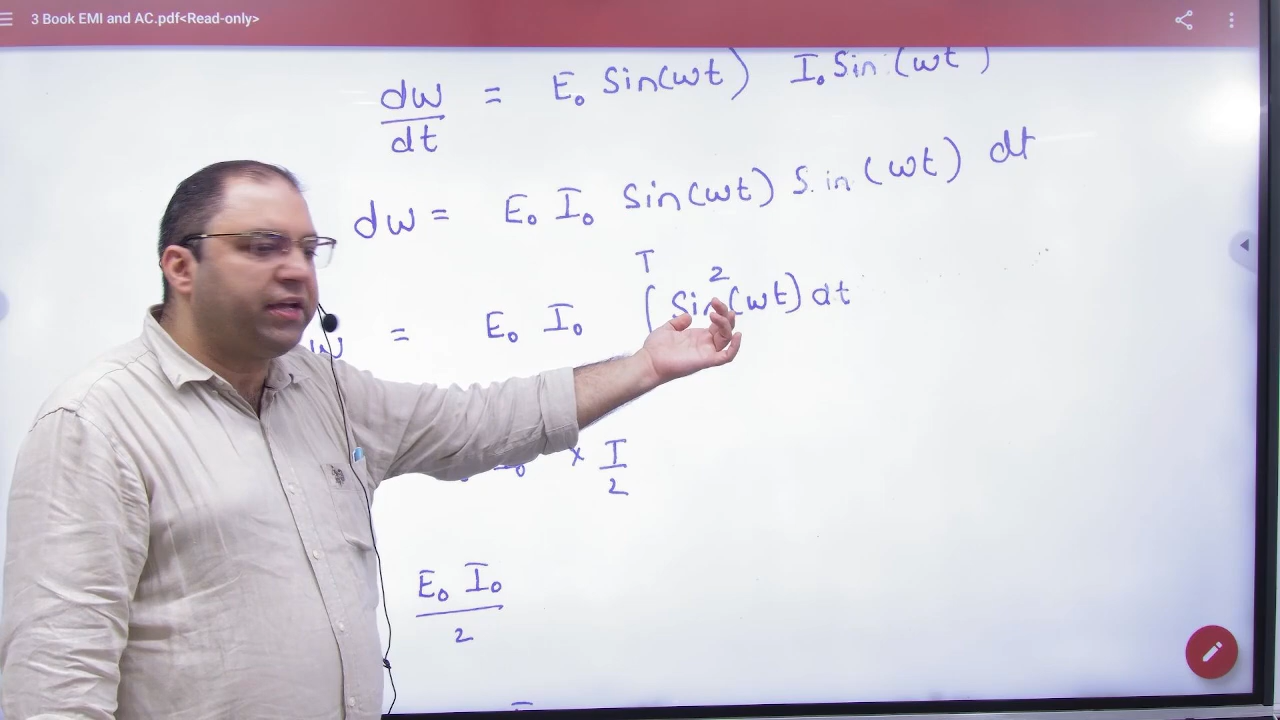 3 Book EMI and AC.pdf<Read-only>
dw/dt = E₀ Sin(ωt) I₀ Sin (ωt)
dw = E₀ I₀ Sin(ωt) Sin (ωt) dt
W = E₀ I₀ ∫ᵀ Sin²(ωt) dt
× T/2
E₀ I₀/2